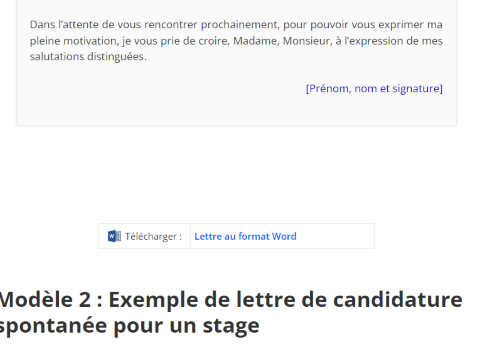 Dans l’attente de vous rencontrer prochainement, pour pouvoir vous exprimer ma
pleine motivation, je vous prie de croire, Madame, Monsieur, à l’expression de mes
salutations distinguées.
[Prénom, nom et signature]
Télécharger : Lettre au format Word
Modèle 2 : Exemple de lettre de candidature
spontanée pour un stage